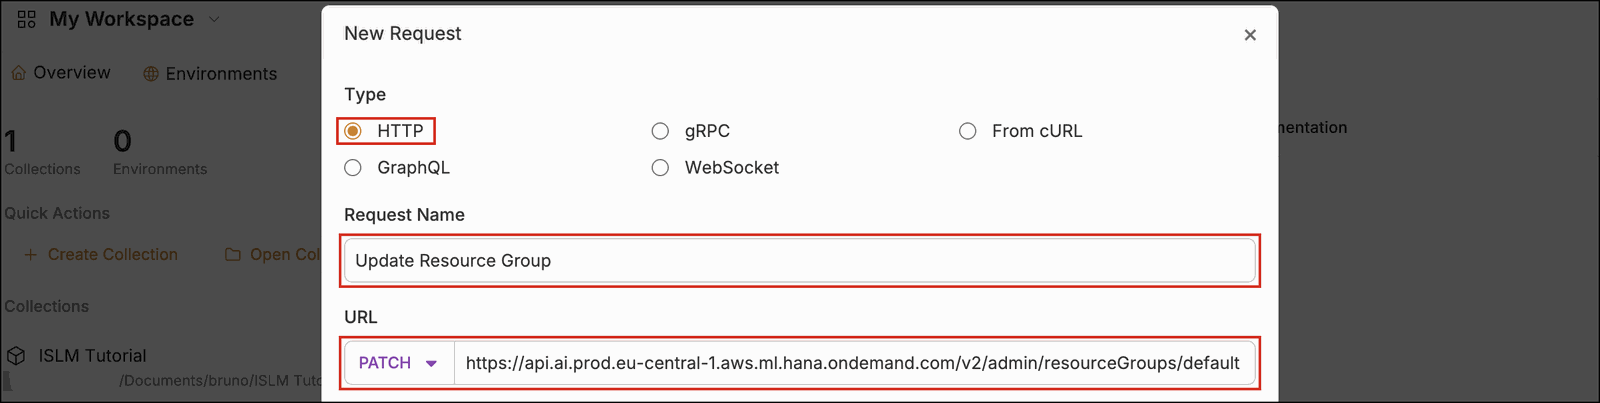 My Workspace
New Request
Overview
Environments
Type
HTTP
gRPC
From cURL
1
0
mentation
Collections
Environments
GraphQL
WebSocket
Quick Actions
Request Name
+ Create Collection
Open Col
Update Resource Group
Collections
URL
ISLM Tutorial
PATCH
https://api.ai.prod.eu-central-1.aws.ml.hana.ondemand.com/v2/admin/resourceGroups/default
/Documents/bruno/ISLM Tuto